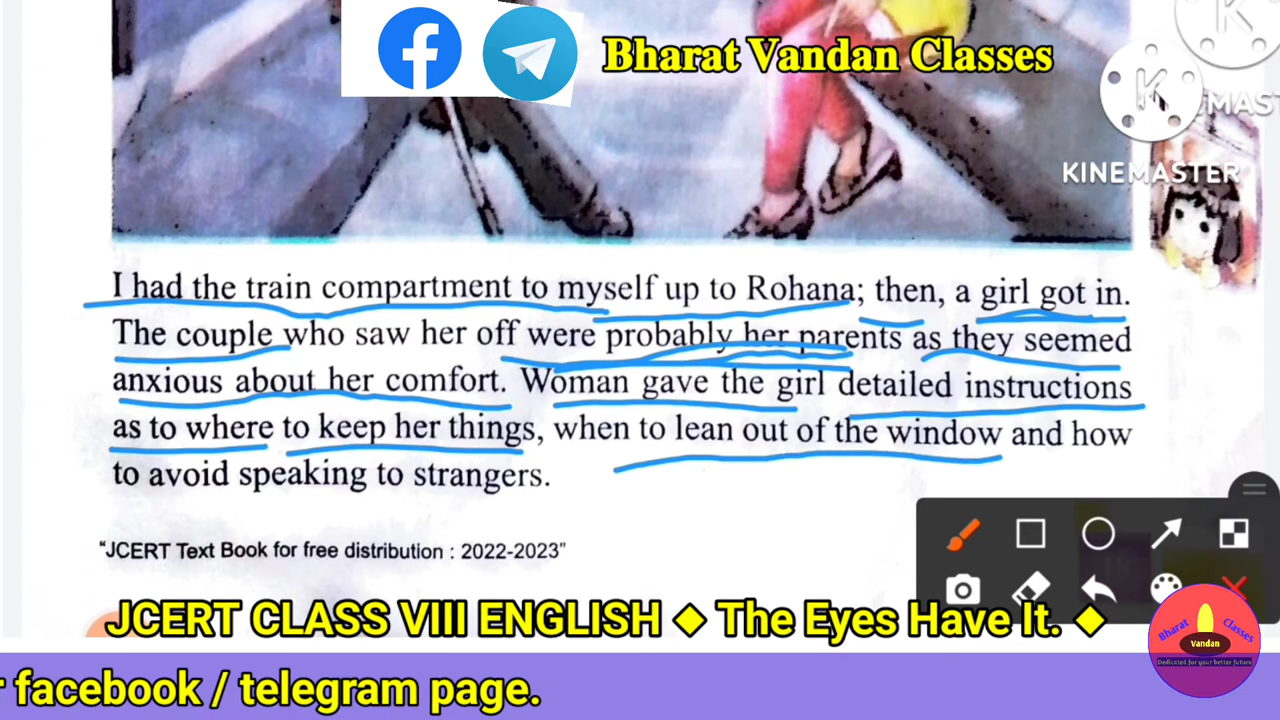 Bharat Vandan Classes
KINEMASTER
I had the train compartment to myself up to Rohana; then, a girl got in.
The couple who saw her off were probably her parents as they seemed
anxious about her comfort. Woman gave the girl detailed instructions
as to where to keep her things, when to lean out of the window and how
to avoid speaking to strangers.
“JCERT Text Book for free distribution : 2022-2023”
JCERT CLASS VIII ENGLISH ◆ The Eyes Have It. ◆
Bharat Classes
Vandan
Dedicated for your better future
facebook / telegram page.